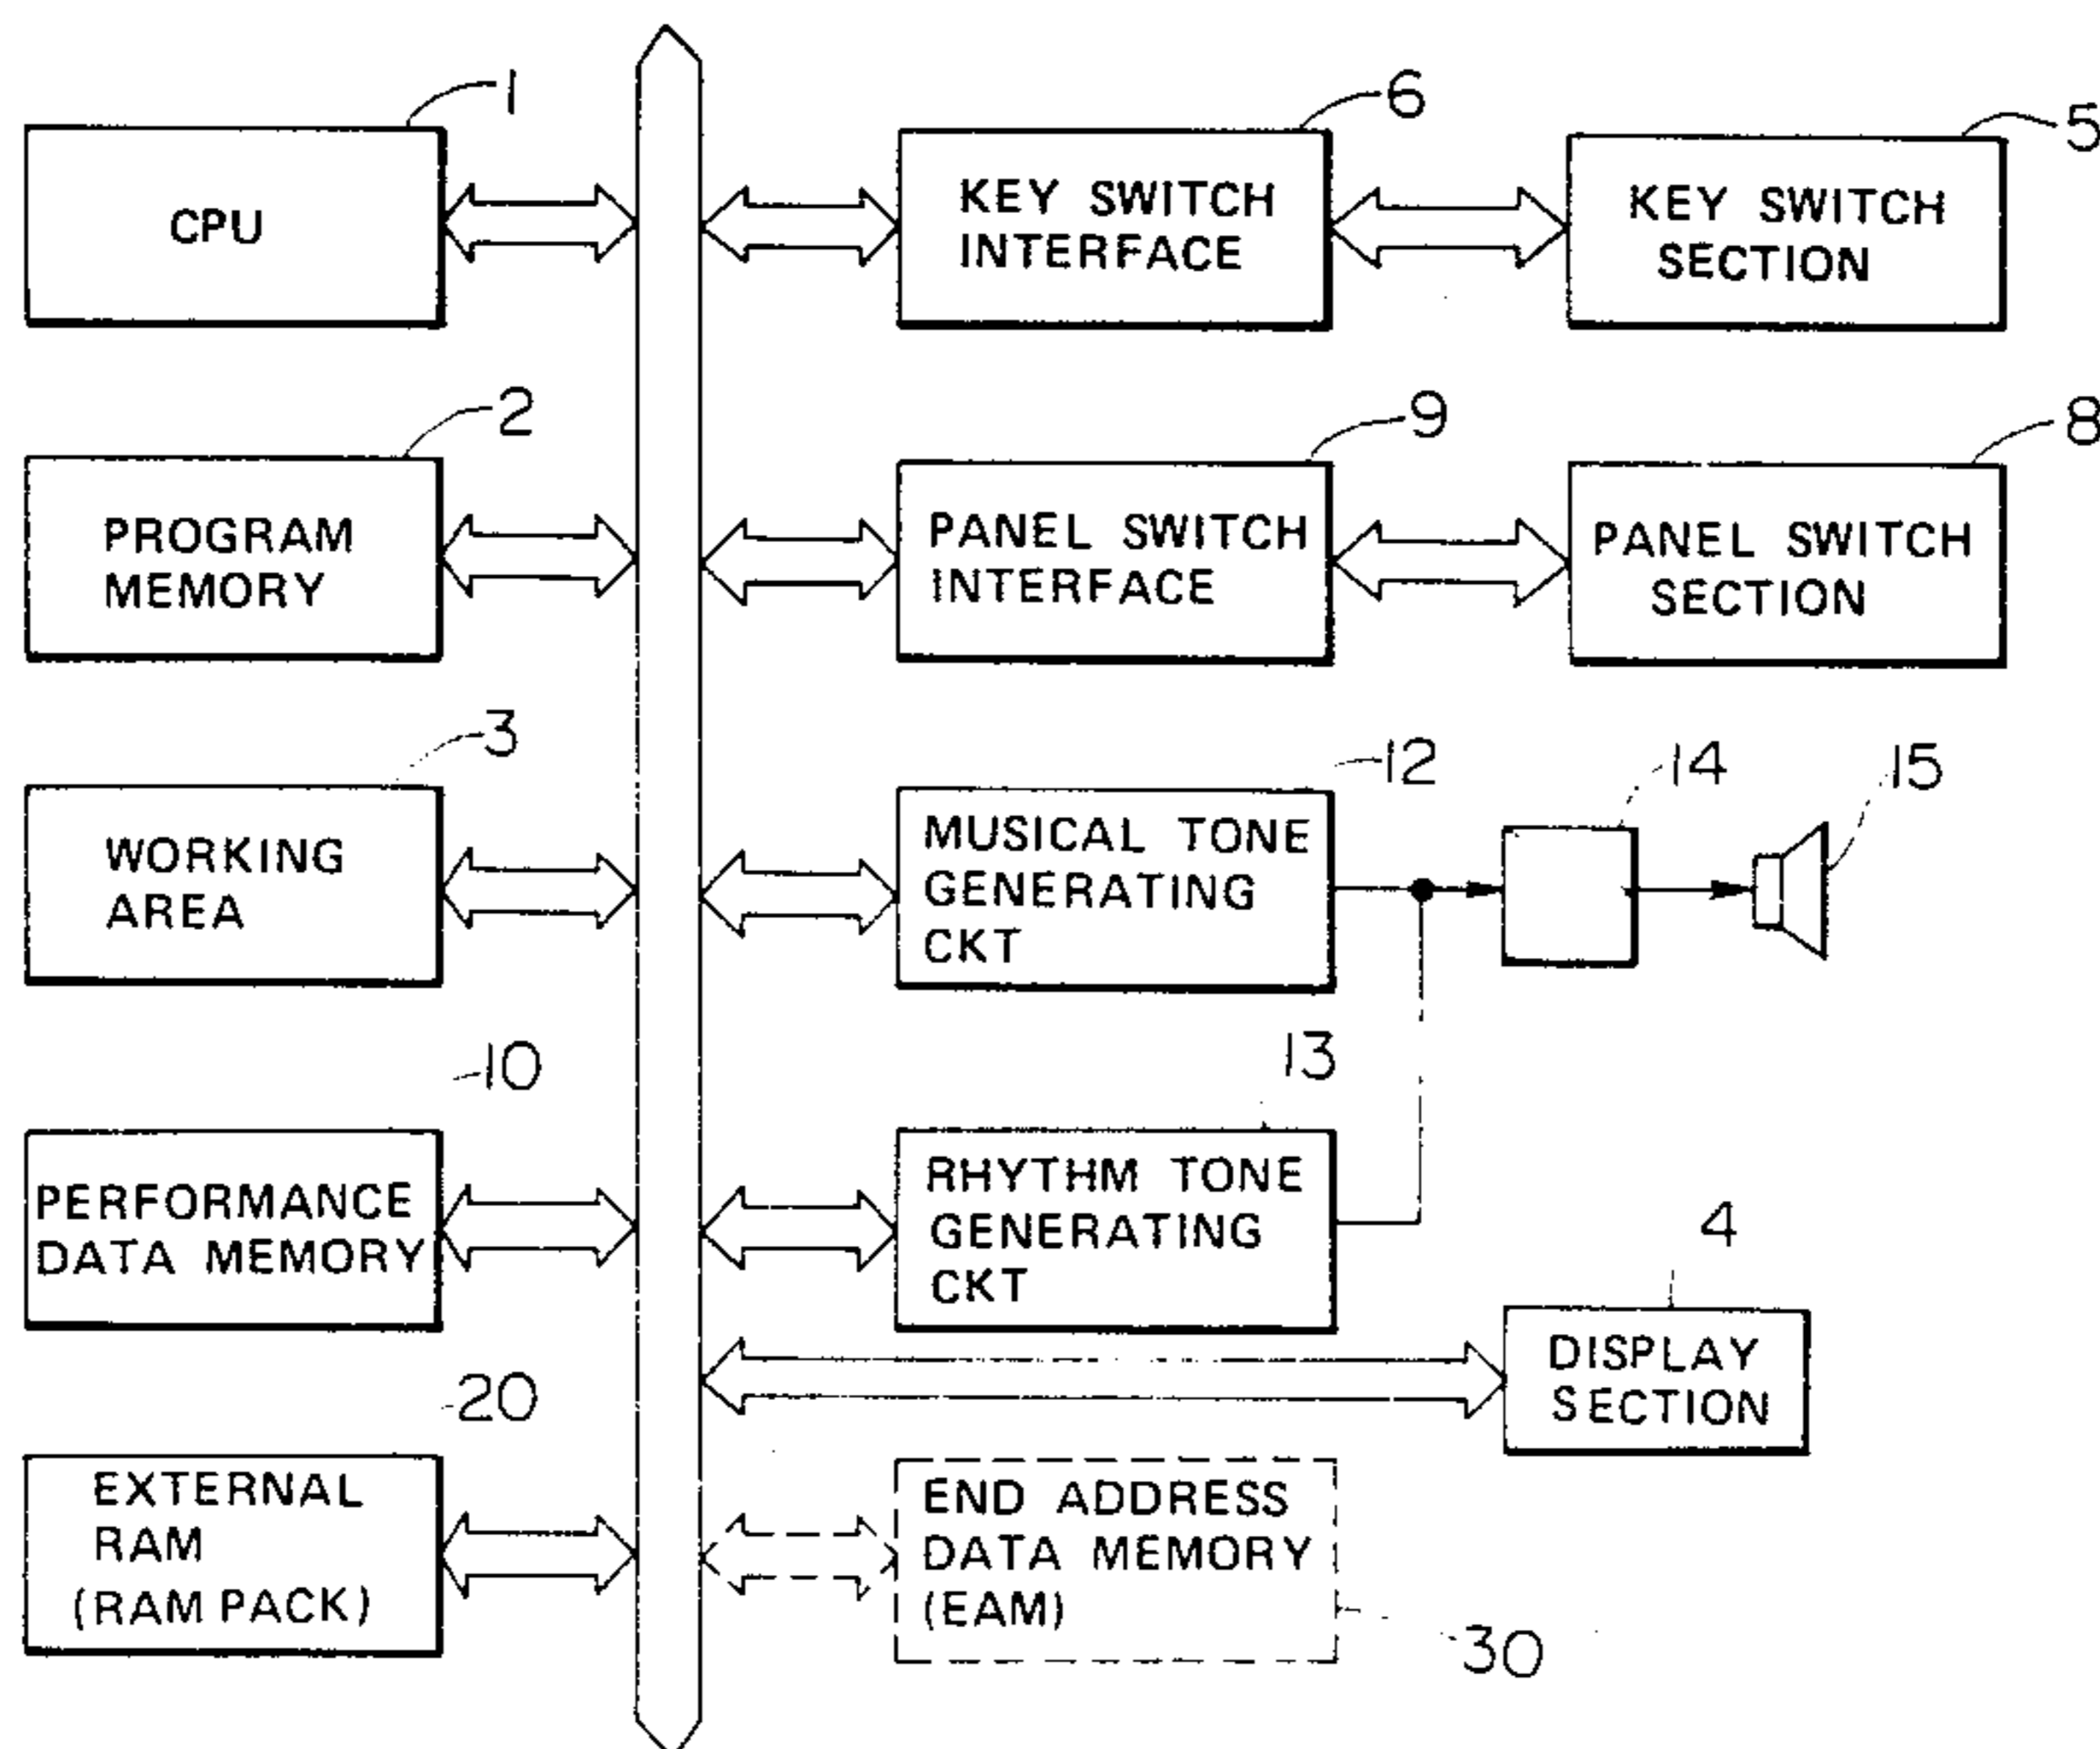 1
CPU
6
KEY SWITCH
INTERFACE
5
KEY SWITCH
SECTION
2
PROGRAM
MEMORY
9
PANEL SWITCH
INTERFACE
8
PANEL SWITCH
SECTION
3
WORKING
AREA
12
MUSICAL TONE
GENERATING
CKT
14
15
10
PERFORMANCE
DATA MEMORY
13
RHYTHM TONE
GENERATING
CKT
4
DISPLAY
SECTION
20
EXTERNAL
RAM
(RAM PACK)
END ADDRESS
DATA MEMORY
(EAM)
30